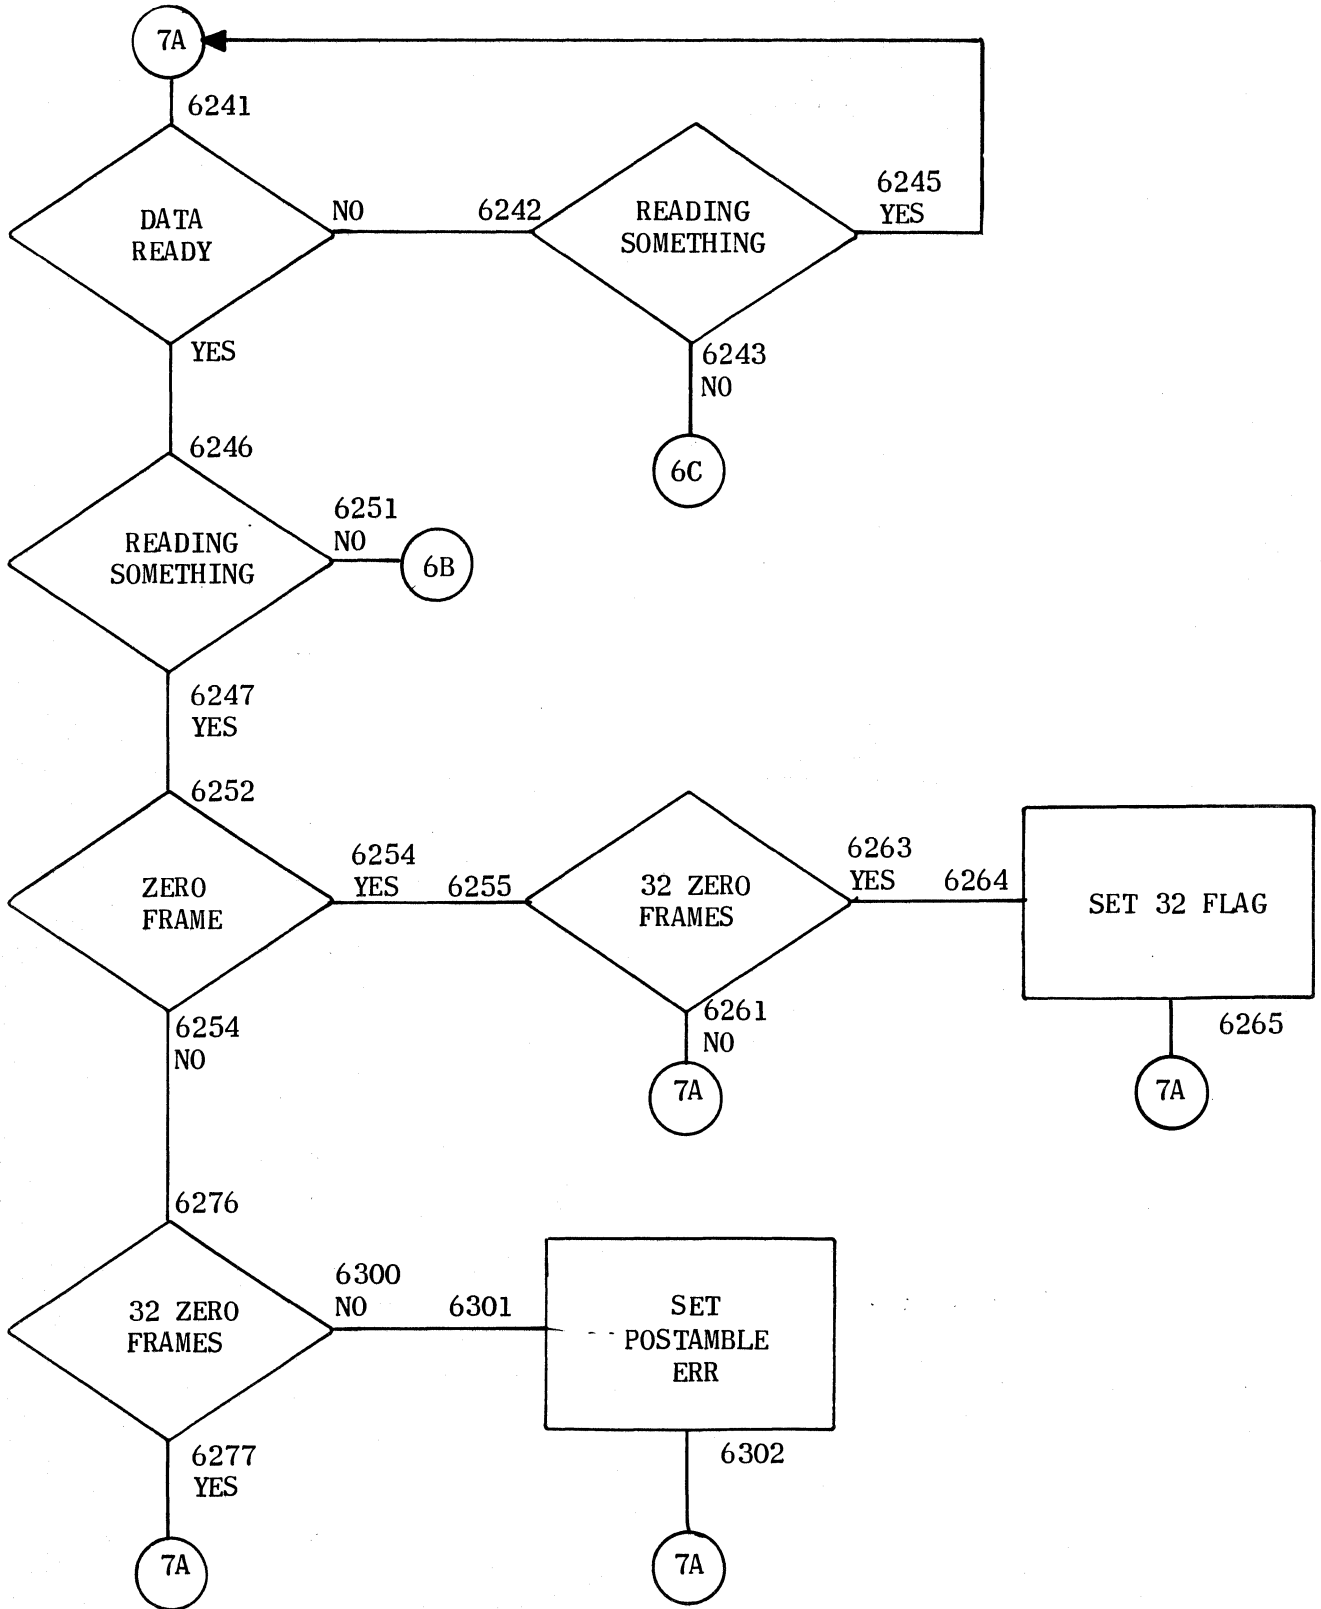 7A
6241
DATA
READY
NO
6242
READING
SOMETHING
6245
YES
YES
6243
NO
6C
6246
READING
SOMETHING
6251
NO
6B
6247
YES
6252
ZERO
FRAME
6254
YES
6255
32 ZERO
FRAMES
6263
YES
6264
SET 32 FLAG
6254
NO
6261
NO
7A
6265
7A
6276
32 ZERO
FRAMES
6300
NO
6301
SET
POSTAMBLE
ERR
6277
YES
6302
7A
7A